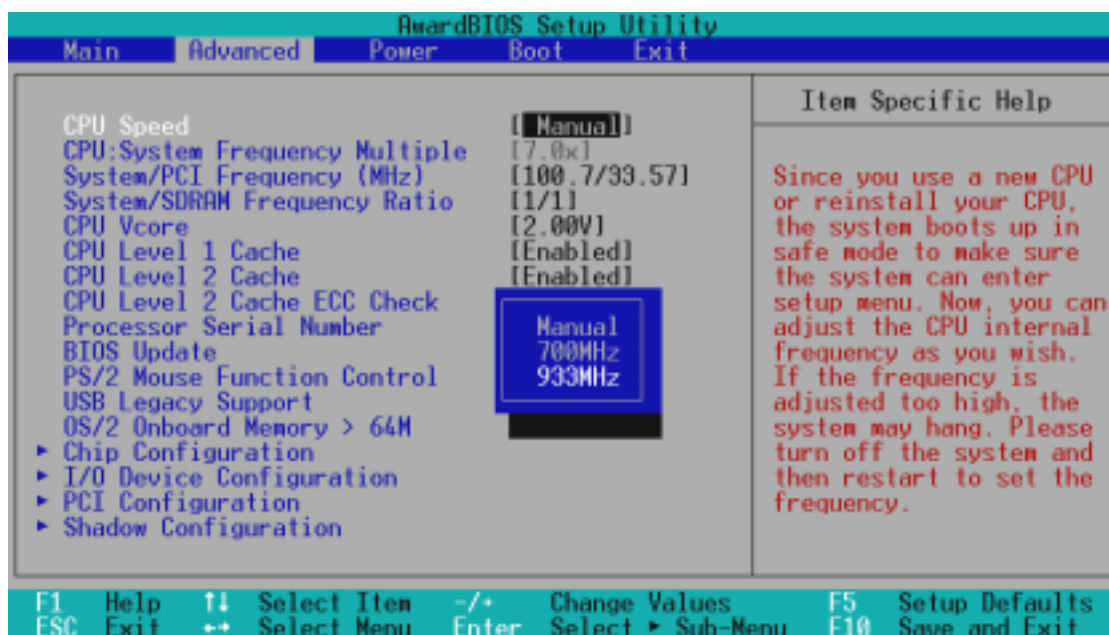 AwardBIOS Setup Utility
Main Advanced Power Boot Exit
CPU Speed [ Manual]
CPU:System Frequency Multiple [7.0x]
System/PCI Frequency (MHz) [100.7/33.57]
System/SDRAM Frequency Ratio [1/1]
CPU Vcore [2.00V]
CPU Level 1 Cache [Enabled]
CPU Level 2 Cache [Enabled]
CPU Level 2 Cache ECC Check
Processor Serial Number
BIOS Update
PS/2 Mouse Function Control
USB Legacy Support
OS/2 Onboard Memory > 64M
► Chip Configuration
► I/O Device Configuration
► PCI Configuration
► Shadow Configuration
Manual
700MHz
933MHz
Item Specific Help
Since you use a new CPU
or reinstall your CPU,
the system boots up in
safe mode to make sure
the system can enter
setup menu. Now, you can
adjust the CPU internal
frequency as you wish.
If the frequency is
adjusted too high, the
system may hang. Please
turn off the system and
then restart to set the
frequency.
F1 Help ↑↓ Select Item -/+ Change Values F5 Setup Defaults
ESC Exit ↔ Select Menu Enter Select ► Sub-Menu F10 Save and Exit